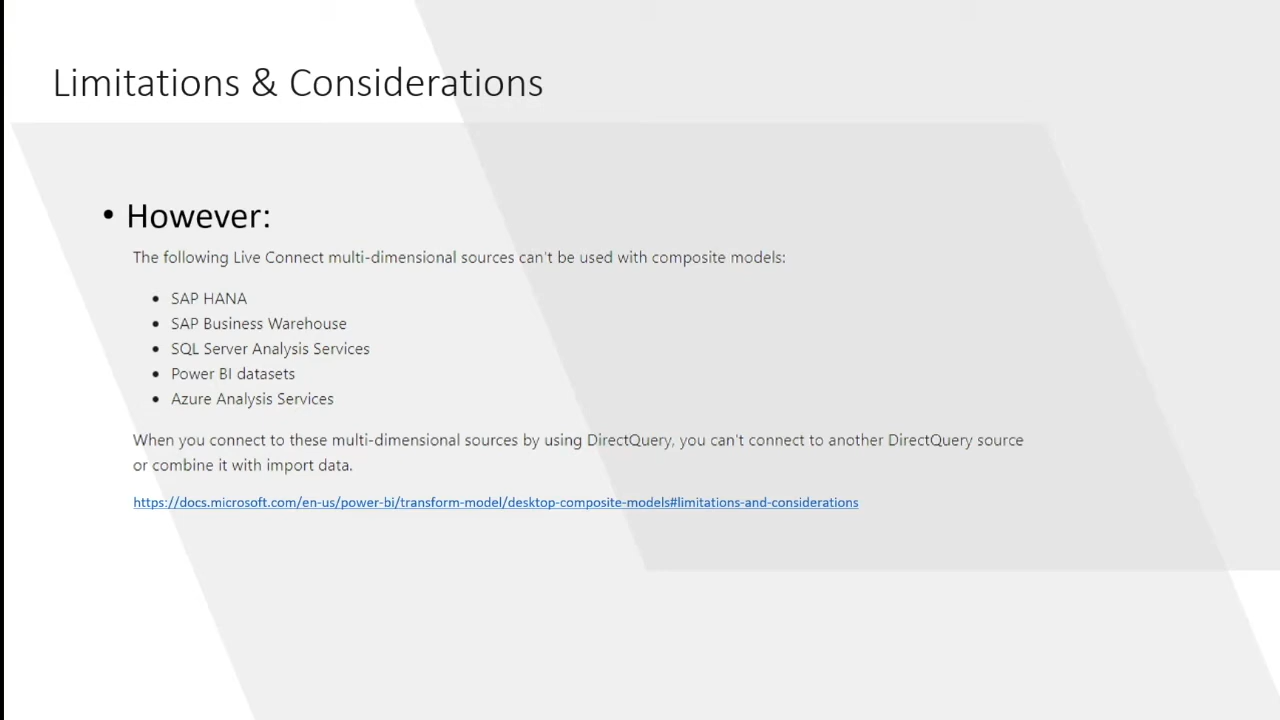 Limitations & Considerations
• However:
The following Live Connect multi-dimensional sources can't be used with composite models:
• SAP HANA
• SAP Business Warehouse
• SQL Server Analysis Services
• Power BI datasets
• Azure Analysis Services
When you connect to these multi-dimensional sources by using DirectQuery, you can't connect to another DirectQuery source
or combine it with import data.
https://docs.microsoft.com/en-us/power-bi/transform-model/desktop-composite-models#limitations-and-considerations